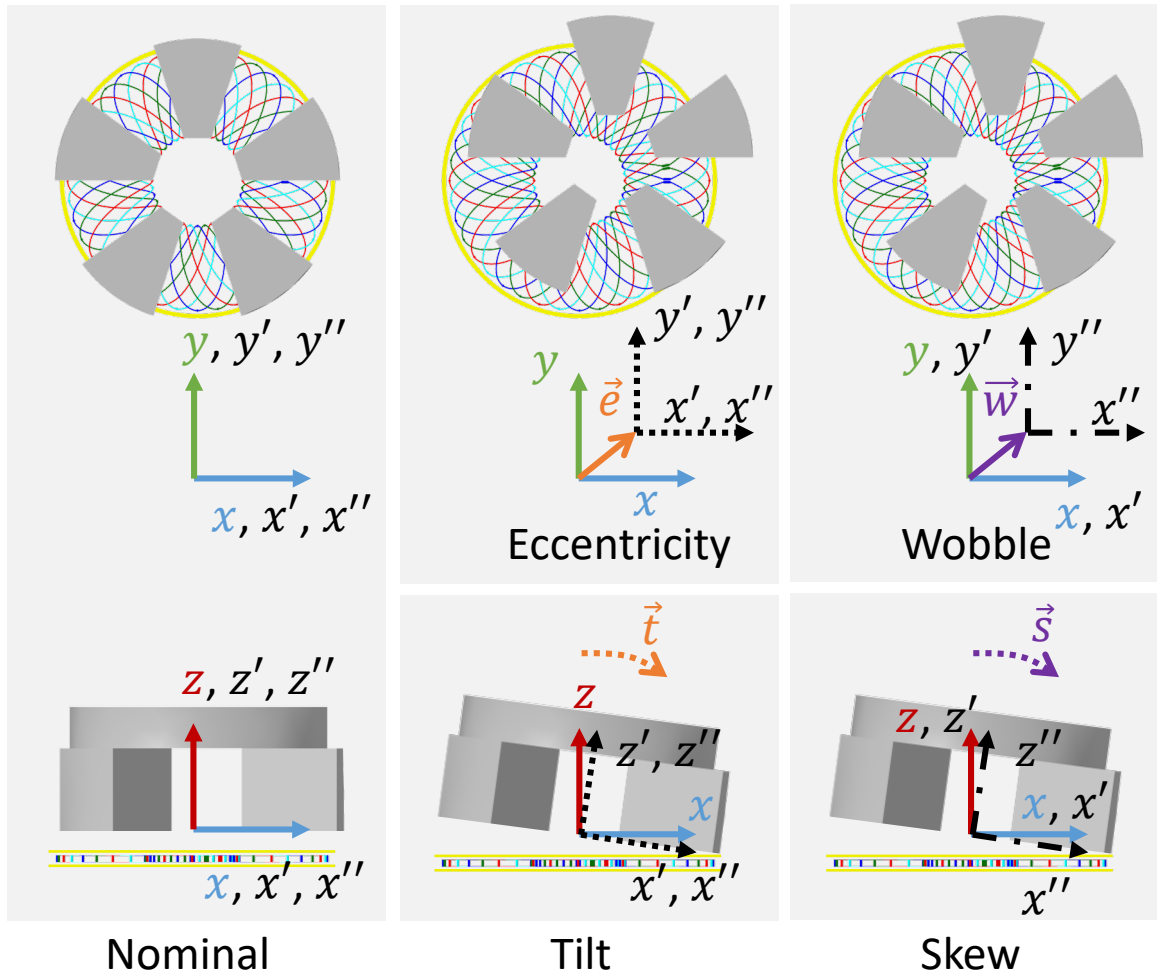 y, y′, y″
x, x′, x″
z, z′, z″
x, x′, x″
Nominal
y′, y″
y
e⃗
x′, x″
x
Eccentricity
t⃗
z
z′, z″
x
x′, x″
Tilt
y″
y, y′
w⃗
x″
x, x′
Wobble
s⃗
z, z′
z″
x, x′
x″
Skew